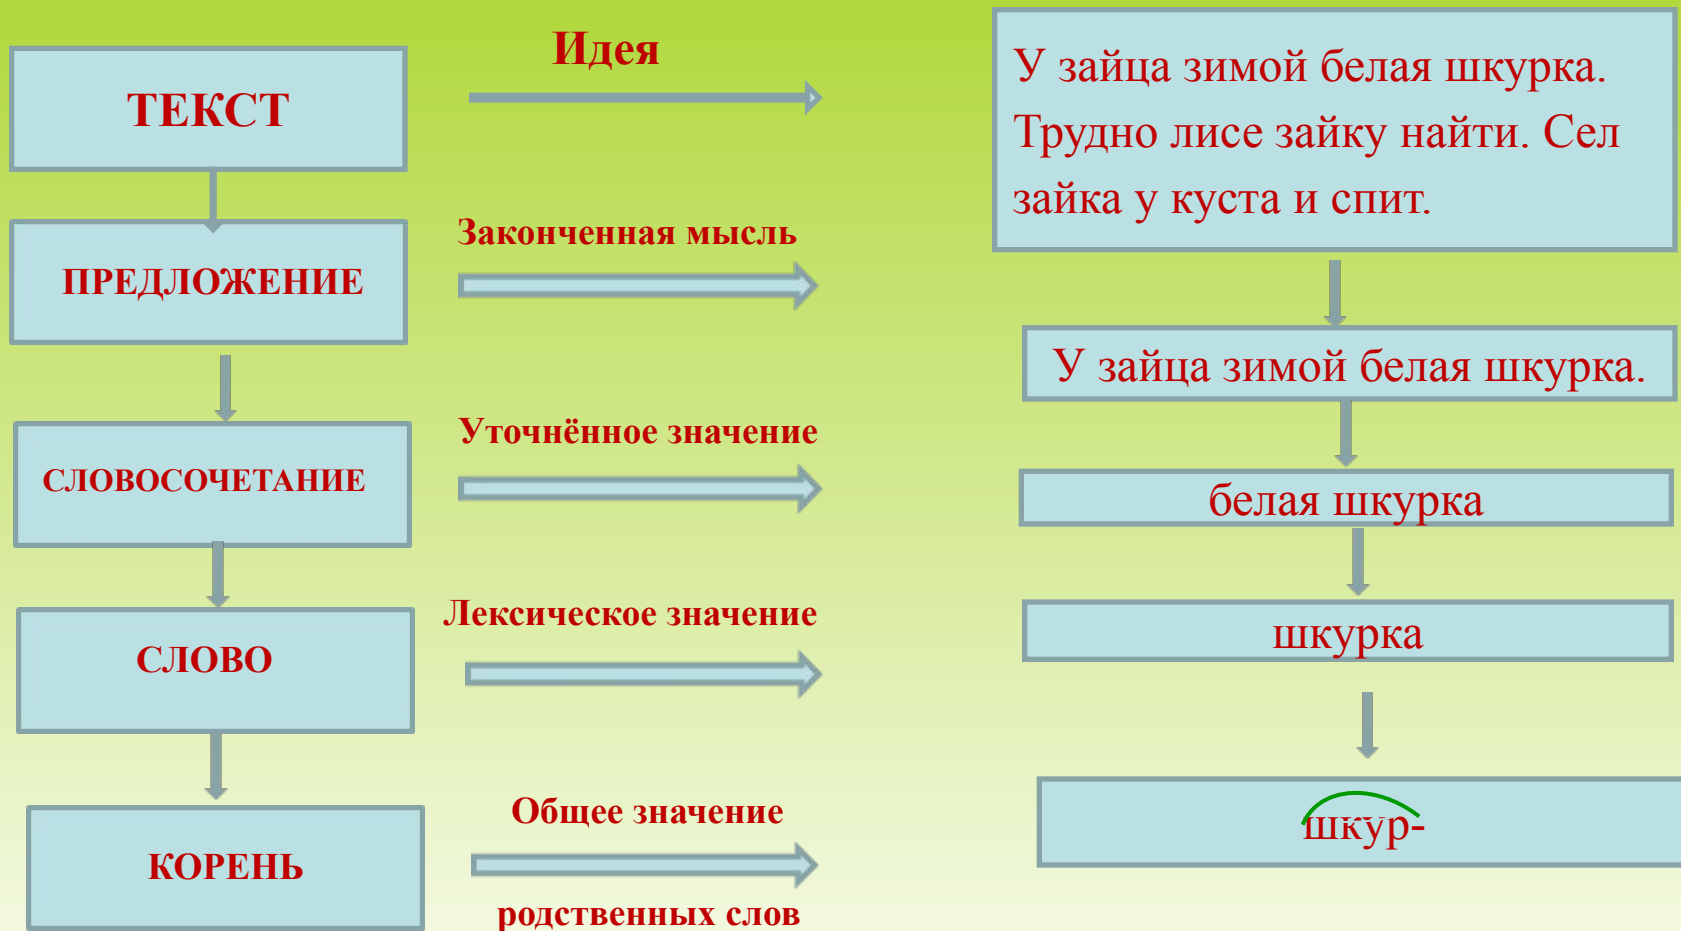 ТЕКСТ
Идея
У зайца зимой белая шкурка.
Трудно лисе зайку найти. Сел
зайка у куста и спит.
ПРЕДЛОЖЕНИЕ
Законченная мысль
У зайца зимой белая шкурка.
СЛОВОСОЧЕТАНИЕ
Уточнённое значение
белая шкурка
СЛОВО
Лексическое значение
шкурка
КОРЕНЬ
Общее значение
родственных слов
шкур-